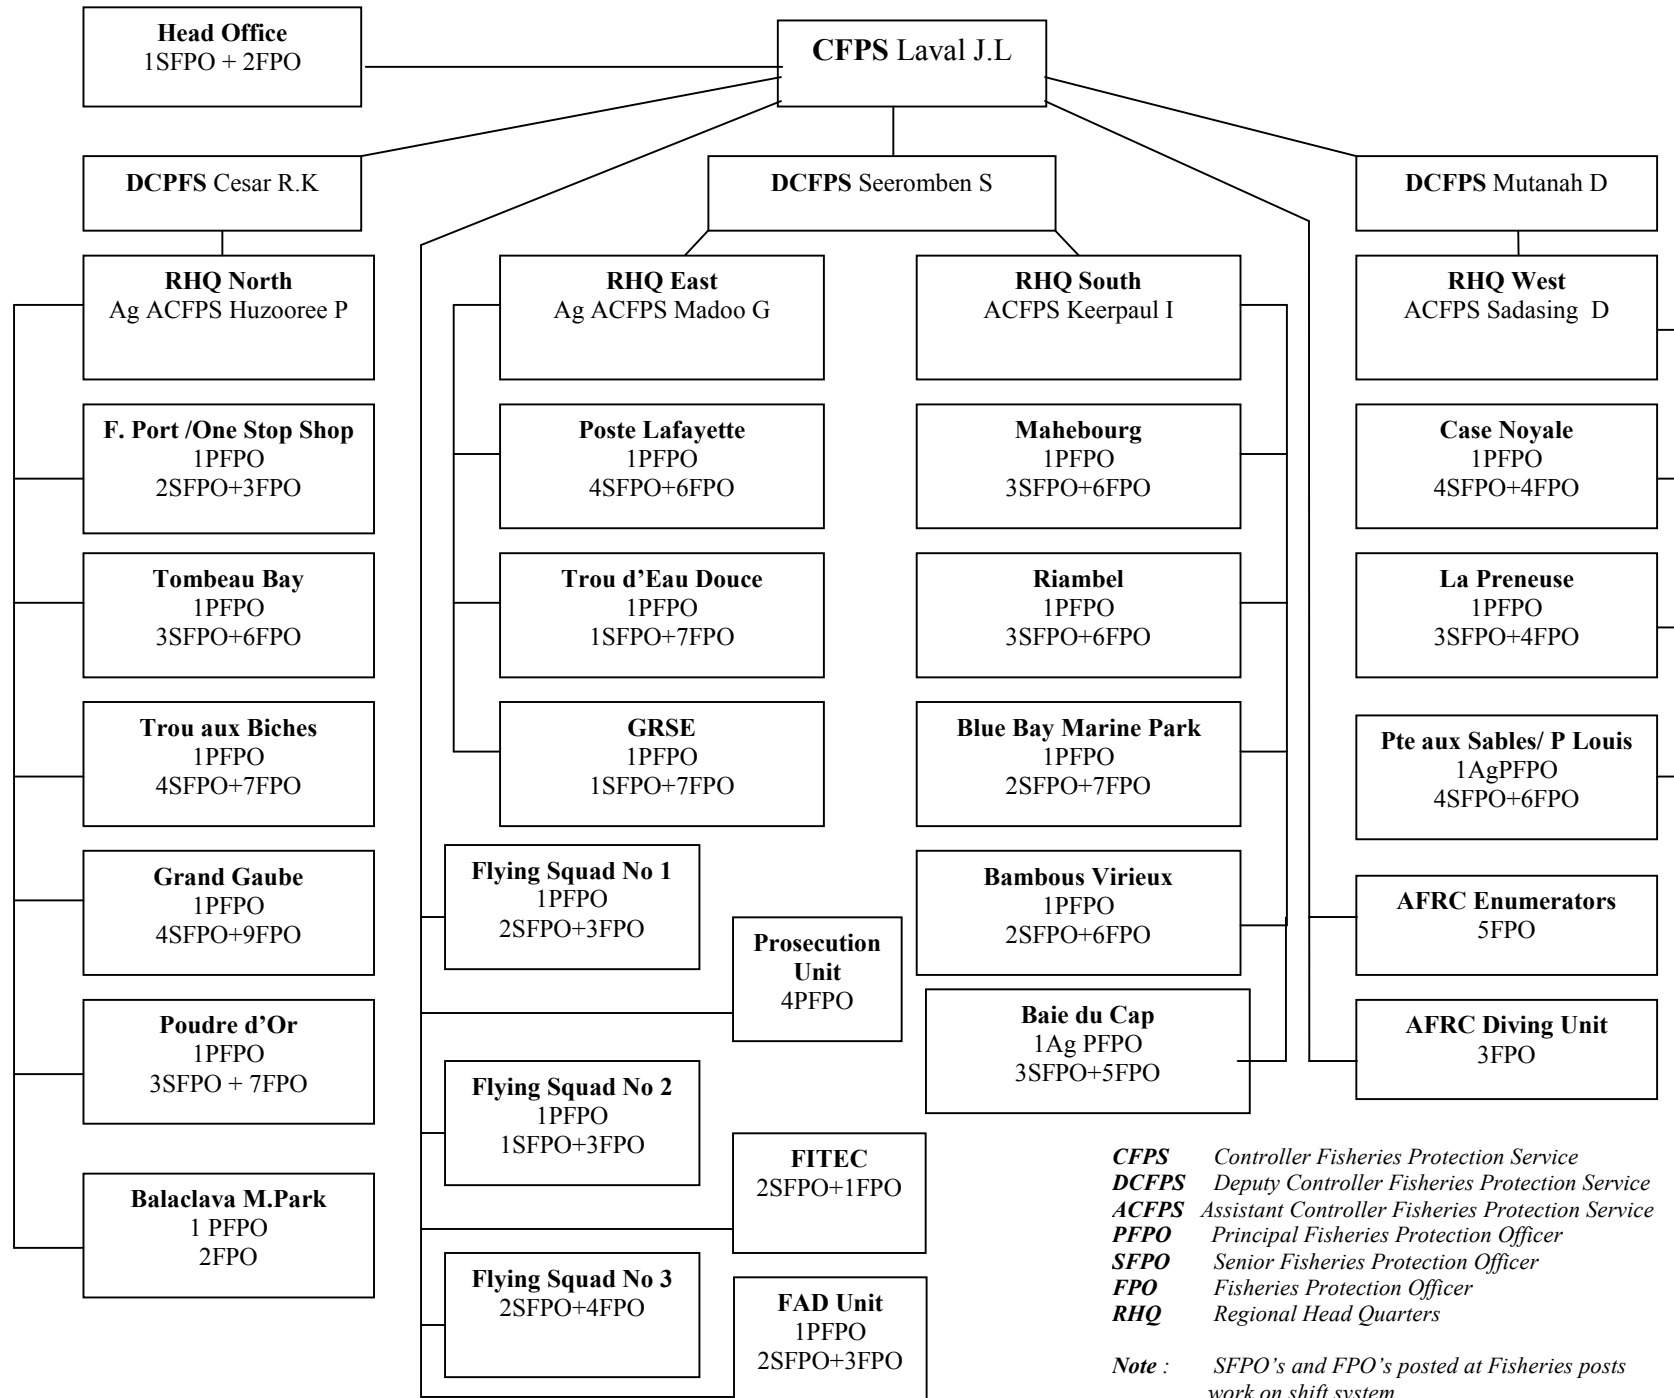 Head Office
1SFPO + 2FPO
CFPS Laval J.L
DCPFS Cesar R.K
DCFPS Seeromben S
DCFPS Mutanah D
RHQ North
Ag ACFPS Huzooree P
RHQ East
Ag ACFPS Madoo G
RHQ South
ACFPS Keerpaul I
RHQ West
ACFPS Sadasing D
F. Port /One Stop Shop
1PFPO
2SFPO+3FPO
Poste Lafayette
1PFPO
4SFPO+6FPO
Mahebourg
1PFPO
3SFPO+6FPO
Case Noyale
1PFPO
4SFPO+4FPO
Tombeau Bay
1PFPO
3SFPO+6FPO
Trou d’Eau Douce
1PFPO
1SFPO+7FPO
Riambel
1PFPO
3SFPO+6FPO
La Preneuse
1PFPO
3SFPO+4FPO
Trou aux Biches
1PFPO
4SFPO+7FPO
GRSE
1PFPO
1SFPO+7FPO
Blue Bay Marine Park
1PFPO
2SFPO+7FPO
Pte aux Sables/ P Louis
1AgPFPO
4SFPO+6FPO
Grand Gaube
1PFPO
4SFPO+9FPO
Flying Squad No 1
1PFPO
2SFPO+3FPO
Prosecution
Unit
4PFPO
Bambous Virieux
1PFPO
2SFPO+6FPO
AFRC Enumerators
5FPO
Poudre d’Or
1PFPO
3SFPO + 7FPO
Baie du Cap
1Ag PFPO
3SFPO+5FPO
AFRC Diving Unit
3FPO
Flying Squad No 2
1PFPO
1SFPO+3FPO
FITEC
2SFPO+1FPO
Balaclava M.Park
1 PFPO
2FPO
Flying Squad No 3
2SFPO+4FPO
FAD Unit
1PFPO
2SFPO+3FPO
CFPS Controller Fisheries Protection Service
DCFPS Deputy Controller Fisheries Protection Service
ACFPS Assistant Controller Fisheries Protection Service
PFPO Principal Fisheries Protection Officer
SFPO Senior Fisheries Protection Officer
FPO Fisheries Protection Officer
RHQ Regional Head Quarters
Note : SFPO's and FPO's posted at Fisheries posts
work on shift system